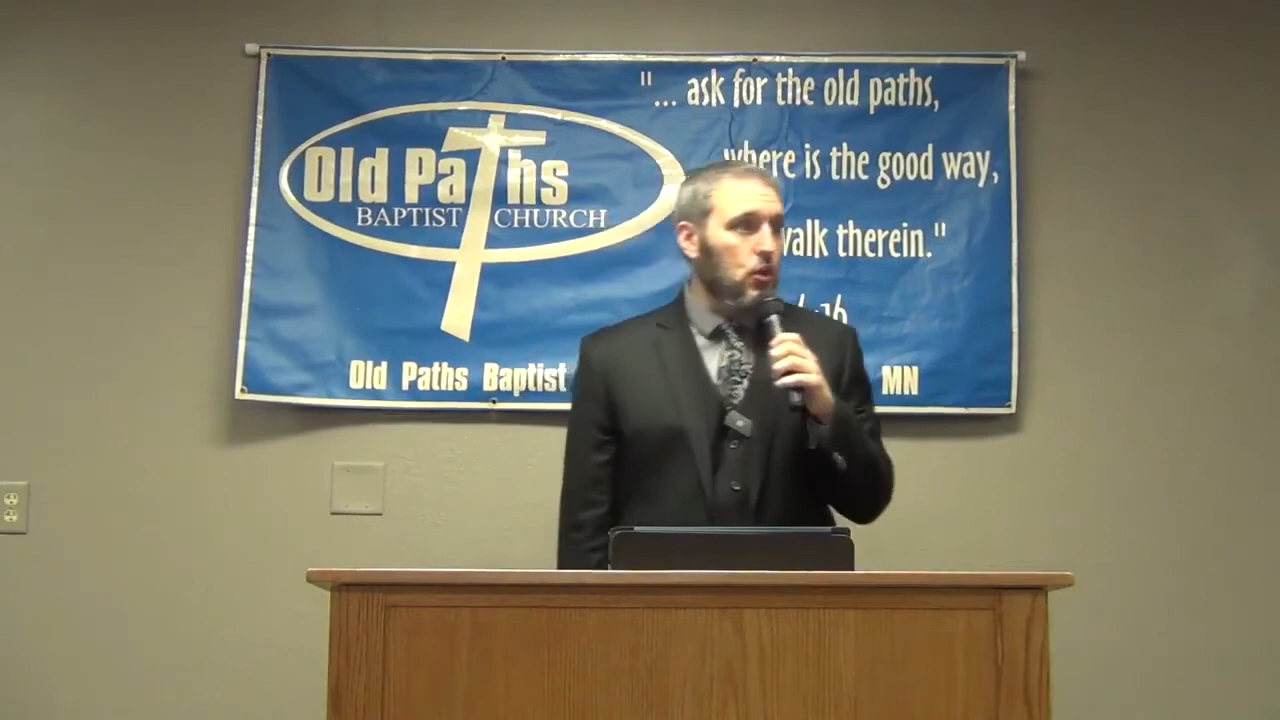 Old Paths
BAPTIST CHURCH
"... ask for the old paths,
where is the good way,
walk therein."
Old Paths Baptist
MN